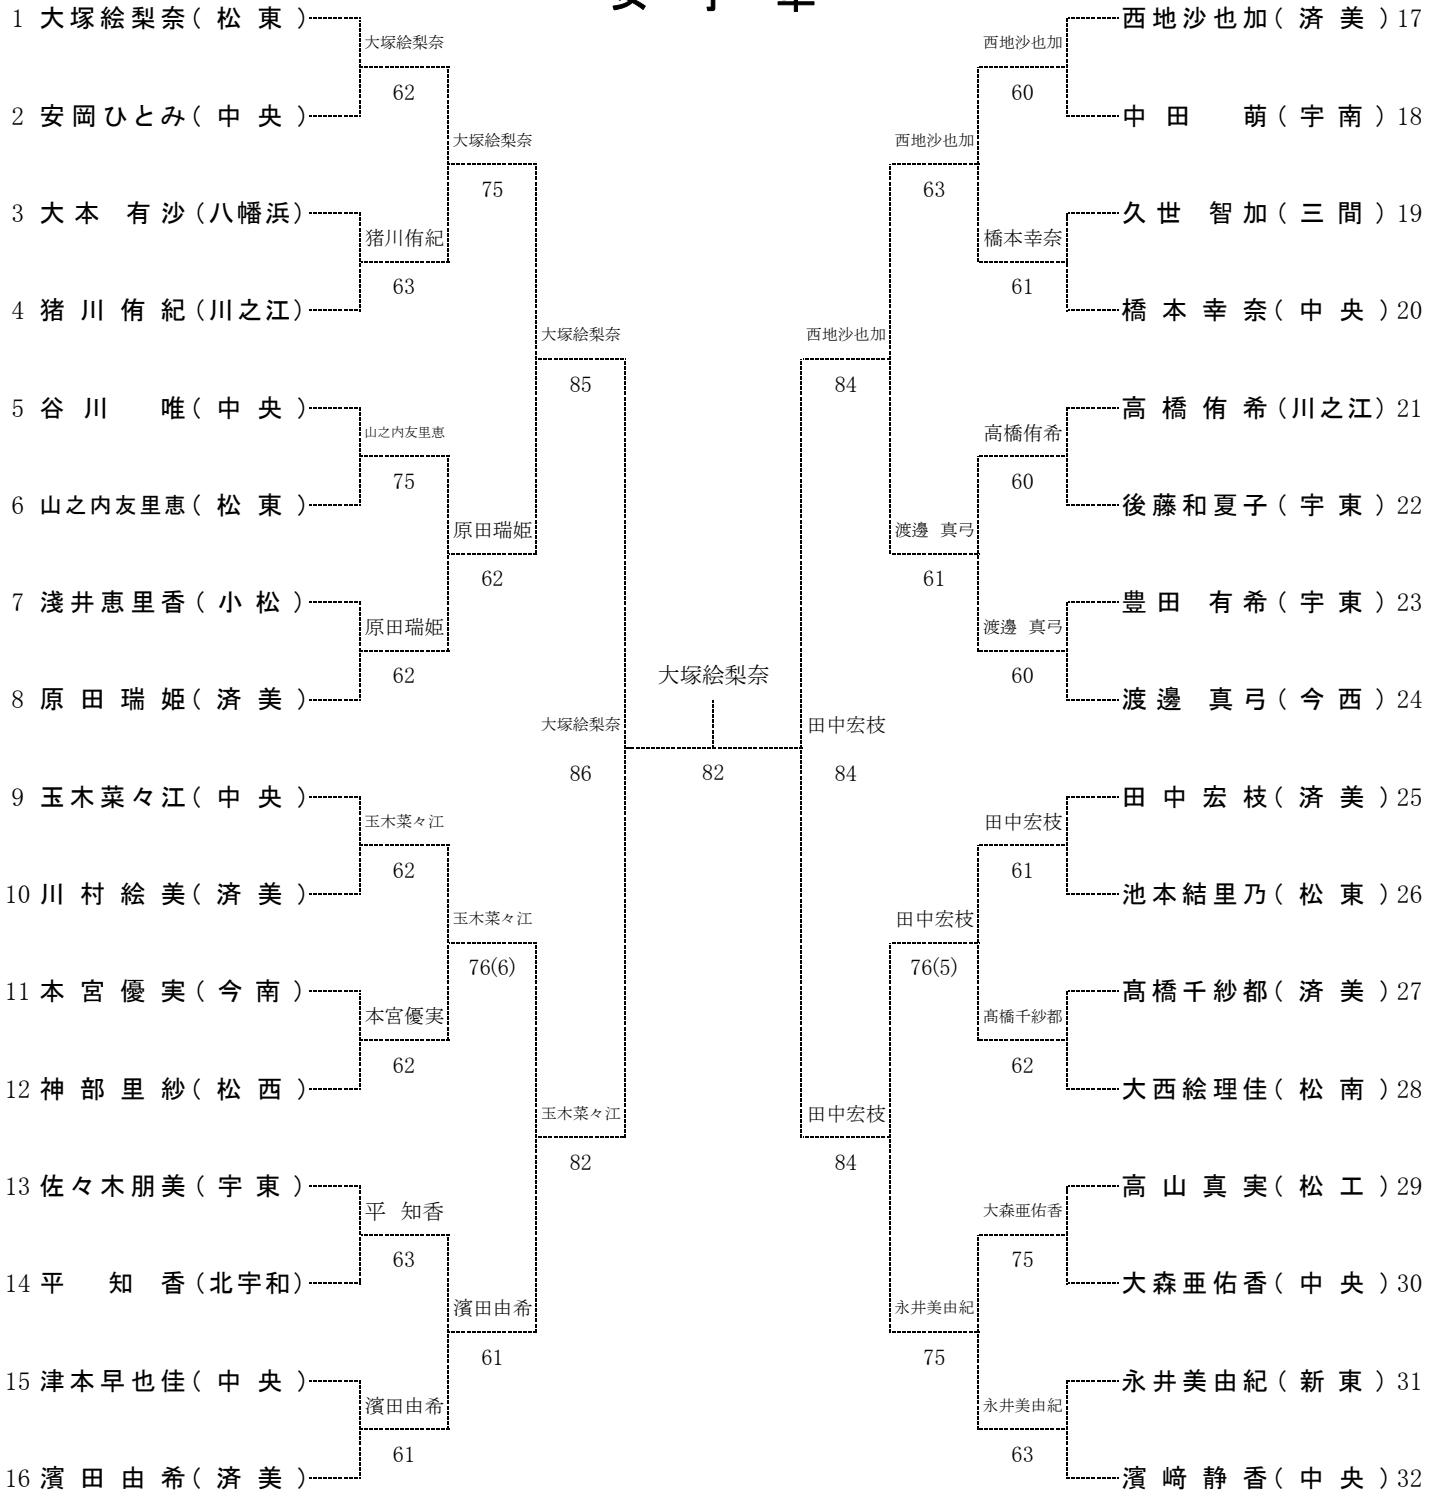 1 大塚絵梨奈(松東)
大塚絵梨奈
62
2 安岡ひとみ(中央)
大塚絵梨奈
75
3 大本 有沙(八幡浜)
猪川侑紀
63
4 猪川侑紀(川之江)
大塚絵梨奈
85
5 谷川 唯(中央)
山之内友里恵
75
6 山之内友里恵(松東)
原田瑞姫
62
7 淺井恵里香(小松)
原田瑞姫
62
8 原田瑞姫(済美)
大塚絵梨奈
86
9 玉木菜々江(中央)
玉木菜々江
62
10 川村絵美(済美)
玉木菜々江
76(6)
11 本宮優実(今南)
本宮優実
62
12 神部里紗(松西)
玉木菜々江
82
13 佐々木朋美(宇東)
平 知香
63
14 平 知香(北宇和)
濱田由希
61
15 津本早也佳(中央)
濱田由希
61
16 濱田由希(済美)
大塚絵梨奈
82
西地沙也加(済美)17
西地沙也加
60
中田 萌(宇南)18
西地沙也加
63
久世 智加(三間)19
橋本幸奈
61
橋本幸奈(中央)20
西地沙也加
84
高橋侑希(川之江)21
高橋侑希
60
後藤和夏子(宇東)22
渡邊 真弓
61
豊田 有希(宇東)23
渡邊 真弓
60
渡邊 真弓(今西)24
田中宏枝
84
田中宏枝(済美)25
田中宏枝
61
池本結里乃(松東)26
田中宏枝
76(5)
髙橋千紗都(済美)27
髙橋千紗都
62
大西絵理佳(松南)28
田中宏枝
84
高山真実(松工)29
大森亜佑香
75
大森亜佑香(中央)30
永井美由紀
75
永井美由紀(新東)31
永井美由紀
63
濱﨑静香(中央)32